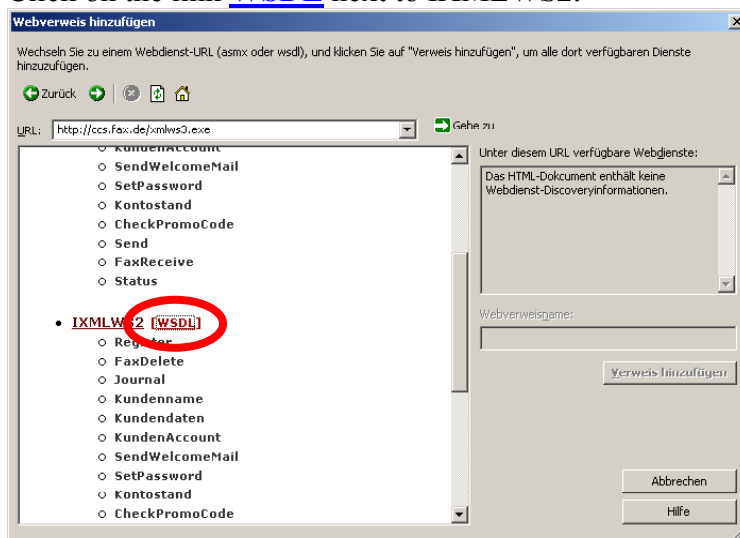 Click on the link WSDL next to IXMLWS2:
Webverweis hinzufügen
Wechseln Sie zu einem Webdienst-URL (asmx oder wsdl), und klicken Sie auf "Verweis hinzufügen", um alle dort verfügbaren Dienste
hinzuzufügen.
Zurück
URL: http://ccs.fax.de/xmlws3.exe
Gehe zu
KundenAccount
SendWelcomeMail
SetPassword
Kontostand
CheckPromoCode
Send
FaxReceive
Status
IXMLWS2 [WSDL]
Register
FaxDelete
Journal
Kundenname
Kundendaten
KundenAccount
SendWelcomeMail
SetPassword
Kontostand
CheckPromoCode
Unter diesem URL verfügbare Webdienste:
Das HTML-Dokcument enthält keine
Webdienst-Discoveryinformationen.
Webverweisname:
Verweis hinzufügen
Abbrechen
Hilfe